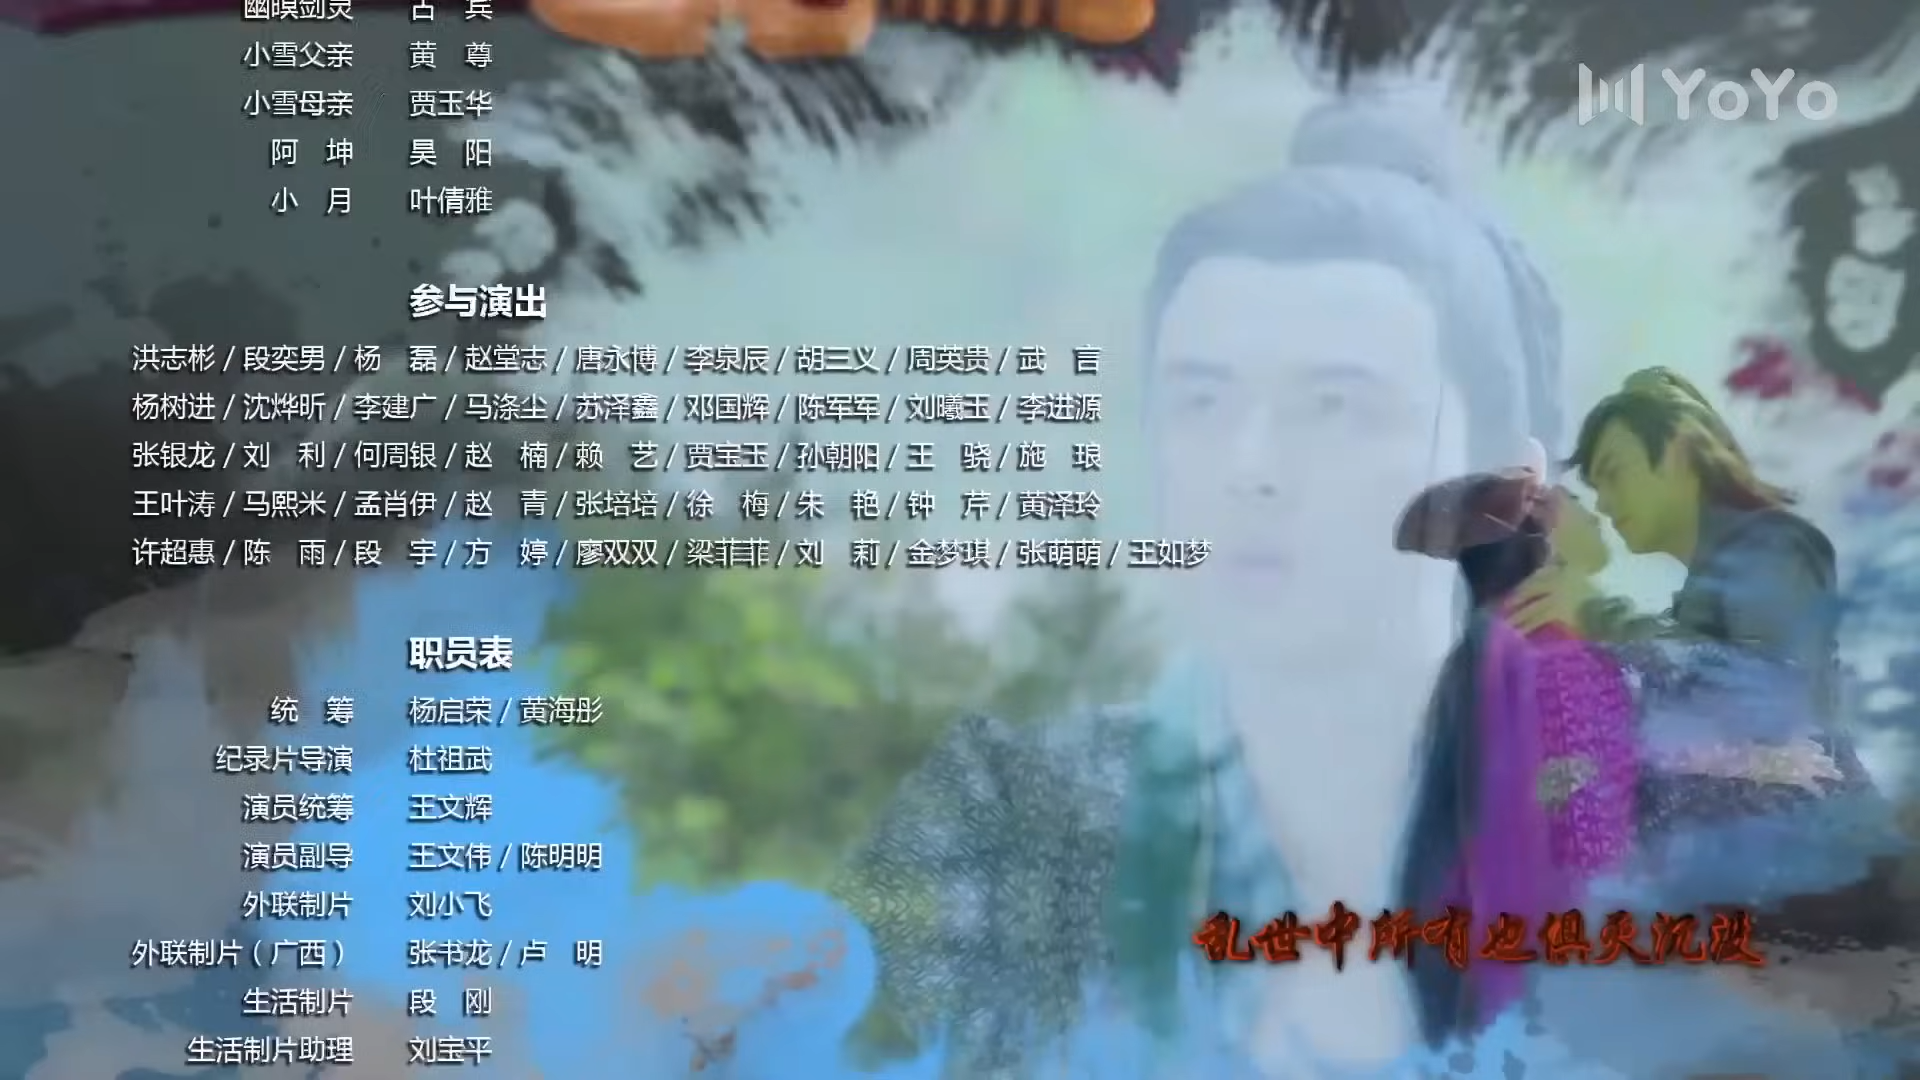 幽暝剑灵 古 宾
小雪父亲 黄 尊
小雪母亲 贾玉华
阿 坤 昊 阳
小 月 叶倩雅
YoYo
参与演出
洪志彬 / 段奕男 / 杨 磊 / 赵堂志 / 唐永博 / 李泉辰 / 胡三义 / 周英贵 / 武 言
杨树进 / 沈烨昕 / 李建广 / 马涤尘 / 苏泽鑫 / 邓国辉 / 陈军军 / 刘曦玉 / 李进源
张银龙 / 刘 利 / 何周银 / 赵 楠 / 赖 艺 / 贾宝玉 / 孙朝阳 / 王 骁 / 施 琅
王叶涛 / 马熙米 / 孟肖伊 / 赵 青 / 张培培 / 徐 梅 / 朱 艳 / 钟 芹 / 黄泽玲
许超惠 / 陈 雨 / 段 宇 / 方 婷 / 廖双双 / 梁菲菲 / 刘 莉 / 金梦琪 / 张萌萌 / 王如梦
职员表
统 筹 杨启荣 / 黄海彤
纪录片导演 杜祖武
演员统筹 王文辉
演员副导 王文伟 / 陈明明
外联制片 刘小飞
外联制片（广西） 张书龙 / 卢 明
生活制片 段 刚
生活制片助理 刘宝平
乱世中所有也俱灭沉没